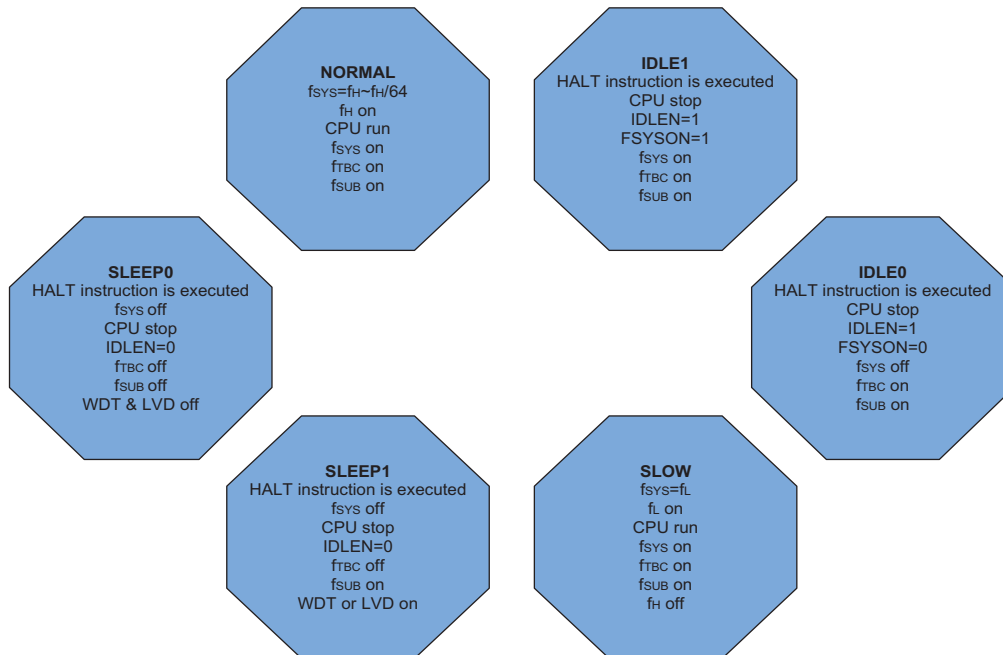 NORMAL
fSYS=fH~fH/64
fH on
CPU run
fSYS on
fTBC on
fSUB on
IDLE1
HALT instruction is executed
CPU stop
IDLEN=1
FSYSON=1
fSYS on
fTBC on
fSUB on
SLEEP0
HALT instruction is executed
fSYS off
CPU stop
IDLEN=0
fTBC off
fSUB off
WDT & LVD off
IDLE0
HALT instruction is executed
CPU stop
IDLEN=1
FSYSON=0
fSYS off
fTBC on
fSUB on
SLEEP1
HALT instruction is executed
fSYS off
CPU stop
IDLEN=0
fTBC off
fSUB on
WDT or LVD on
SLOW
fSYS=fL
fL on
CPU run
fSYS on
fTBC on
fSUB on
fH off